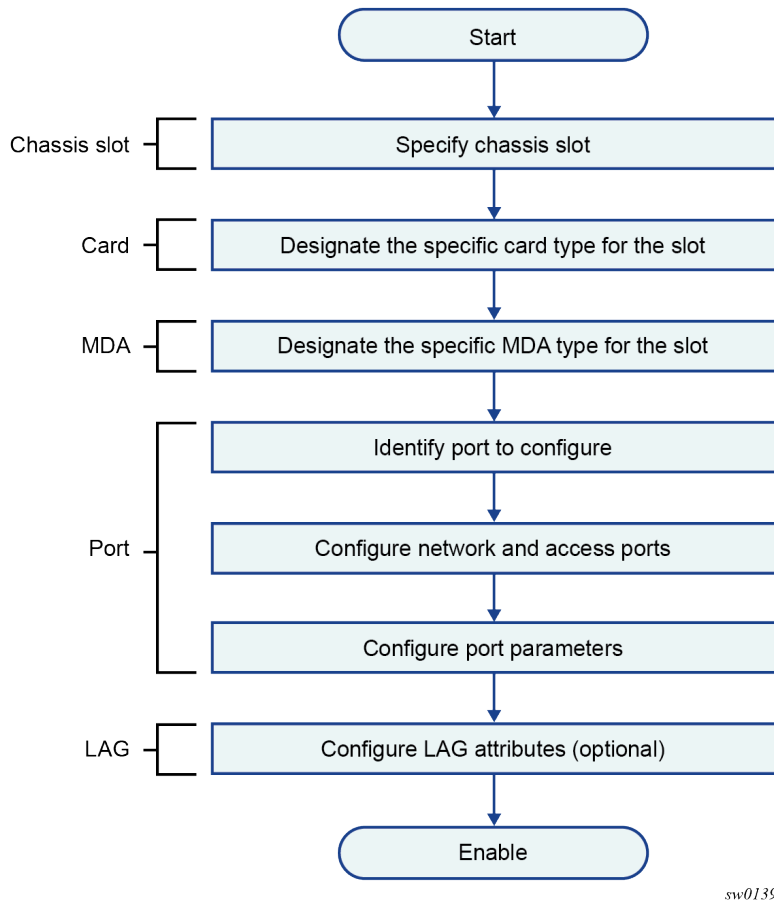 Start
Chassis slot
Specify chassis slot
Card
Designate the specific card type for the slot
MDA
Designate the specific MDA type for the slot
Identify port to configure
Port
Configure network and access ports
Configure port parameters
LAG
Configure LAG attributes (optional)
Enable
sw0139